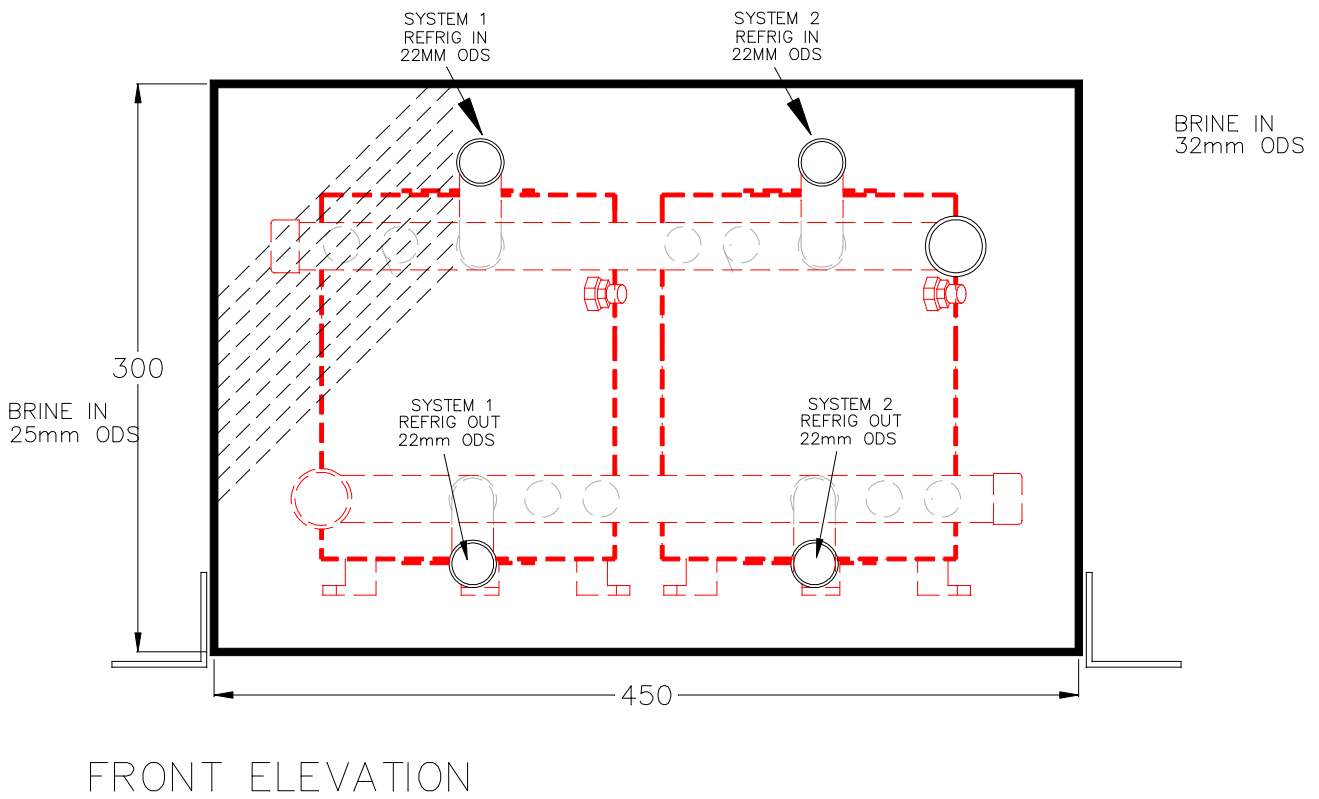 SYSTEM 1
REFRIG IN
22MM ODS
SYSTEM 2
REFRIG IN
22MM ODS
BRINE IN
32mm ODS
300
BRINE IN
25mm ODS
SYSTEM 1
REFRIG OUT
22mm ODS
SYSTEM 2
REFRIG OUT
22mm ODS
450
FRONT ELEVATION